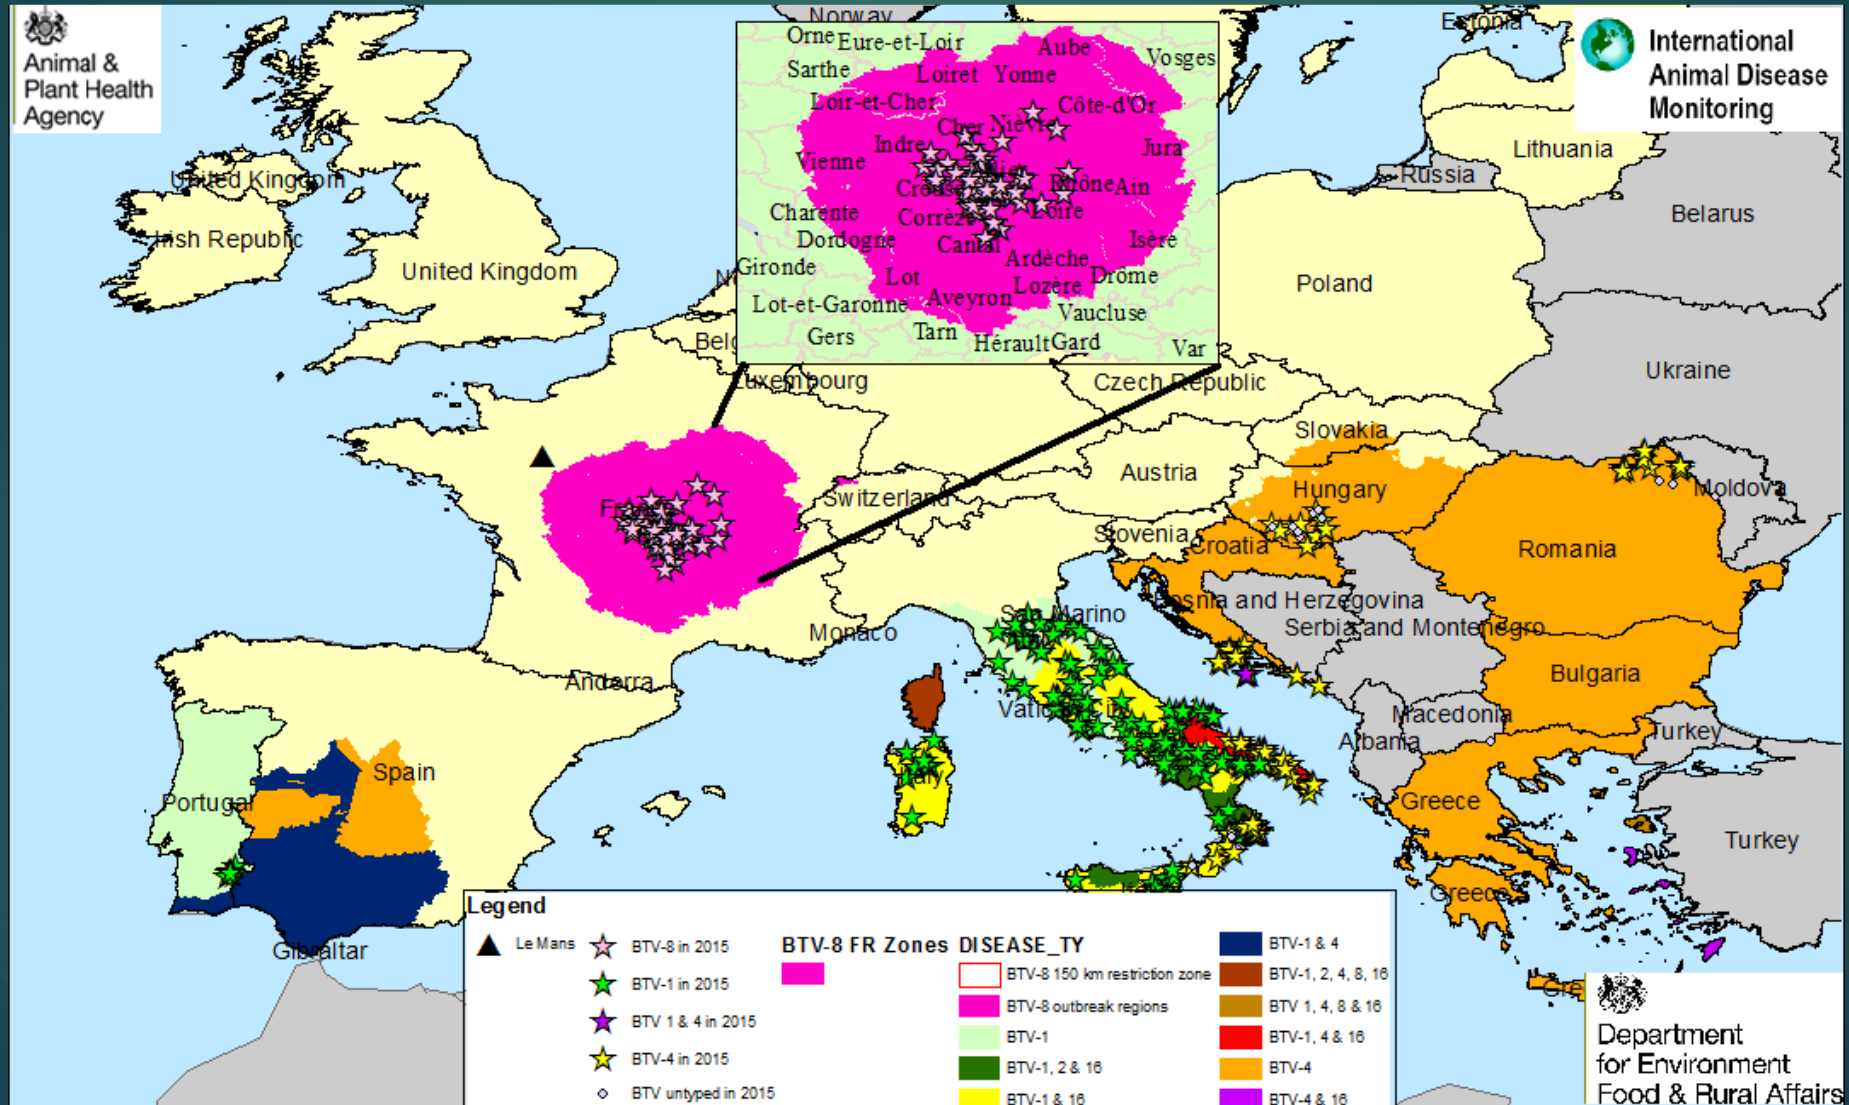 Animal &
Plant Health
Agency
International
Animal Disease
Monitoring
Norway
Estonia
Orne
Eure-et-Loir
Aube
Vosges
Sarthe
Loiret
Yonne
Loir-et-Cher
Côte-d'Or
Cher
Nièvre
Indre
Jura
Vienne
Rhône
Ain
Charente
Corrèze
Loire
Dordogne
Cantal
Isère
Gironde
Ardèche
Lot
Lozère
Drôme
Lot-et-Garonne
Aveyron
Vaucluse
Gers
Tarn
Hérault
Gard
Var
Lithuania
Russia
Belarus
United Kingdom
Irish Republic
United Kingdom
Poland
Ukraine
Luxembourg
Czech Republic
Slovakia
Austria
Switzerland
Hungary
Moldova
France
Slovenia
Croatia
Romania
San Marino
Bosnia and Herzegovina
Serbia and Montenegro
Monaco
Andorra
Bulgaria
Vatican City
Macedonia
Albania
Turkey
Spain
Italy
Portugal
Greece
Turkey
Greece
Gibraltar
Gre
Legend
Le Mans
BTV-8 in 2015
BTV-1 in 2015
BTV 1 & 4 in 2015
BTV-4 in 2015
BTV untyped in 2015
BTV-8 FR Zones
DISEASE_TY
BTV-8 150 km restriction zone
BTV-8 outbreak regions
BTV-1
BTV-1, 2 & 16
BTV-1 & 16
BTV-1 & 4
BTV-1, 2, 4, 8, 16
BTV 1, 4, 8 & 16
BTV-1, 4 & 16
BTV-4
BTV-4 & 16
Department
for Environment
Food & Rural Affairs